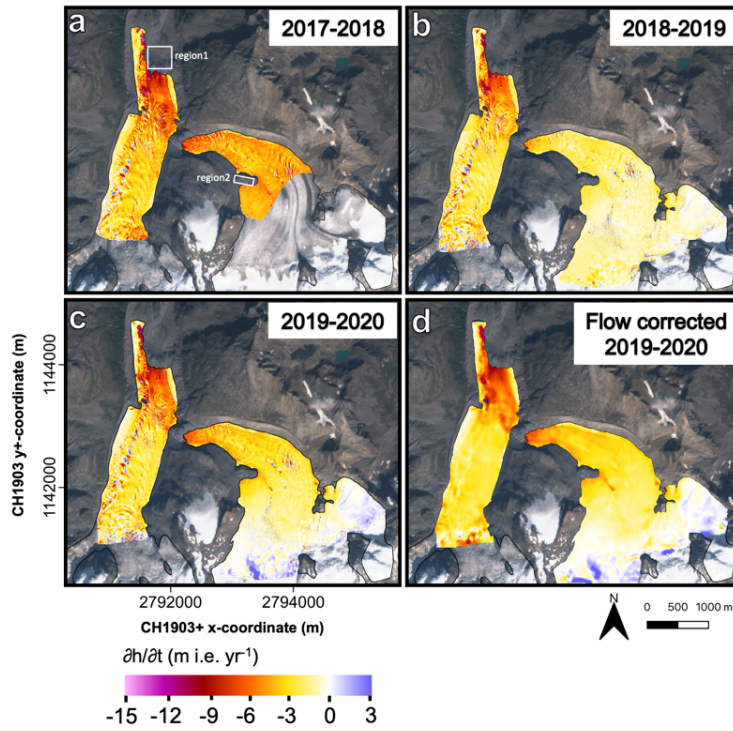 a
2017-2018
region1
region2
b
2018-2019
c
2019-2020
d
Flow corrected
2019-2020
CH1903 y+-coordinate (m)
1144000
1142000
2792000
2794000
CH1903+ x-coordinate (m)
N
0 500 1000 m
∂h/∂t (m i.e. yr⁻¹)
-15 -12 -9 -6 -3 0 3